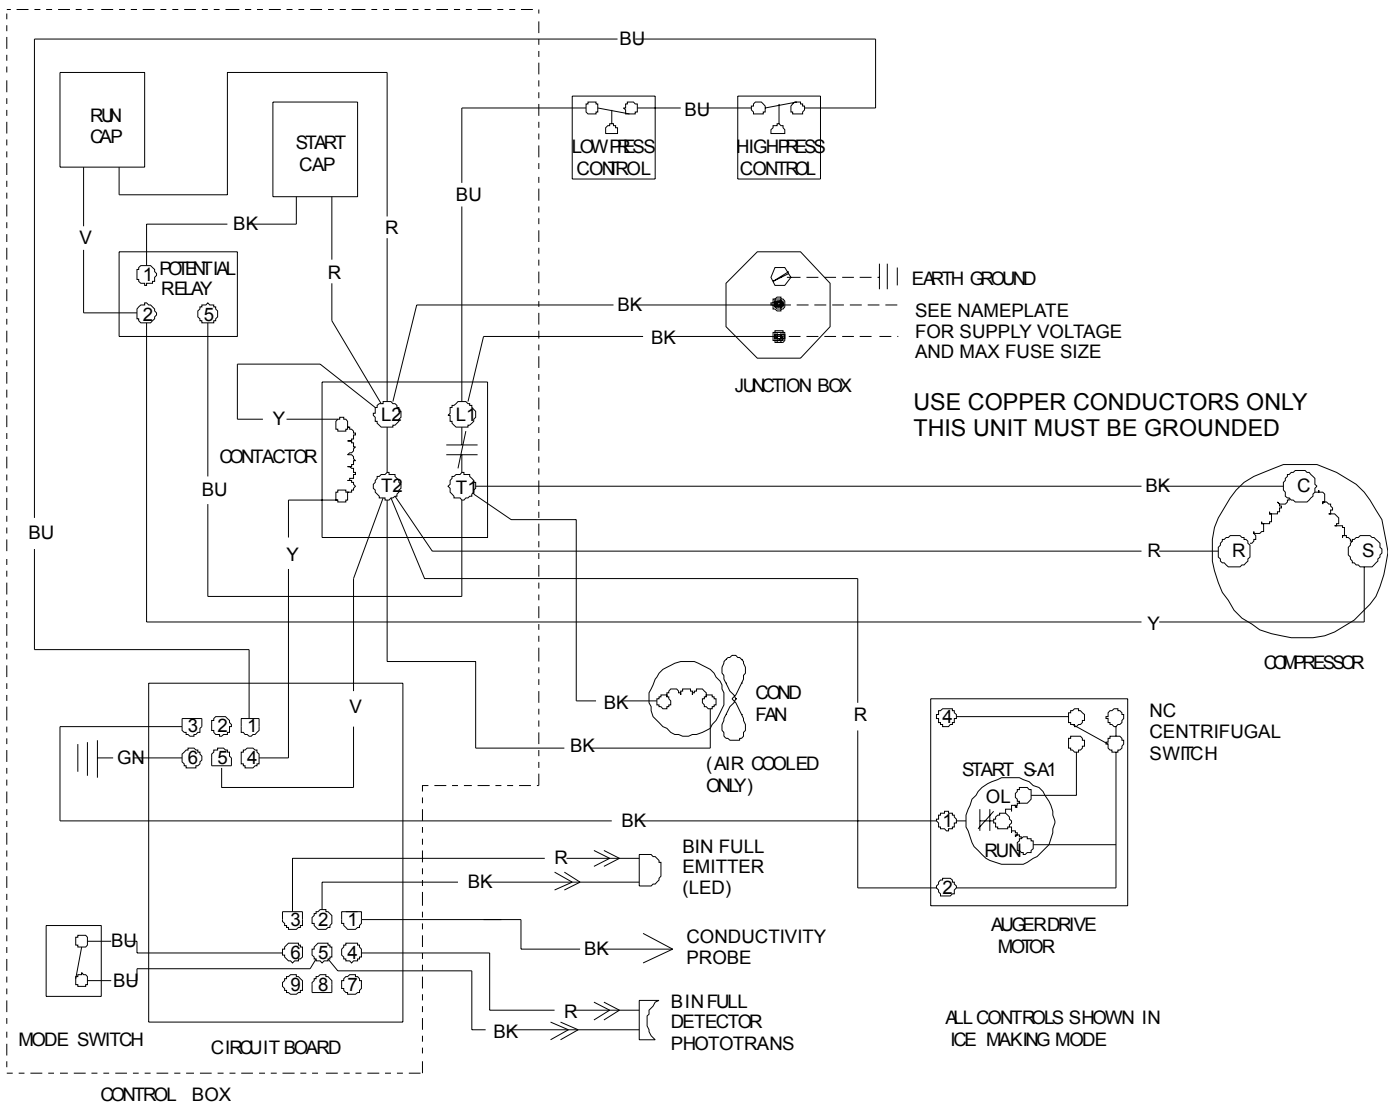 BU
RUN
CAP
START
CAP
BU
LOW PRESS
CONTROL
HIGH PRESS
CONTROL
BU
BK
V
R
R
1
POTENTIAL
RELAY
2
5
EARTH GROUND
BK
SEE NAMEPLATE
FOR SUPPLY VOLTAGE
AND MAX FUSE SIZE
BK
JUNCTION BOX
USE COPPER CONDUCTORS ONLY
THIS UNIT MUST BE GROUNDED
Y
L2
L1
CONTACTOR
T2
T1
BU
BK
C
BU
Y
R
R
S
Y
COMPRESSOR
V
BK
COND
FAN
R
BK
(AIR COOLED
ONLY)
3
2
1
GN
6
5
4
4
NC
CENTRIFUGAL
SWITCH
START S-A1
OL
BK
1
RUN
2
AUGER DRIVE
MOTOR
R
BK
BIN FULL
EMITTER
(LED)
3
2
1
BU
6
5
4
BU
9
8
7
BK
CONDUCTIVITY
PROBE
R
BK
BIN FULL
DETECTOR
PHOTOTRANS
MODE SWITCH
CIRCUIT BOARD
ALL CONTROLS SHOWN IN
ICE MAKING MODE
CONTROL BOX